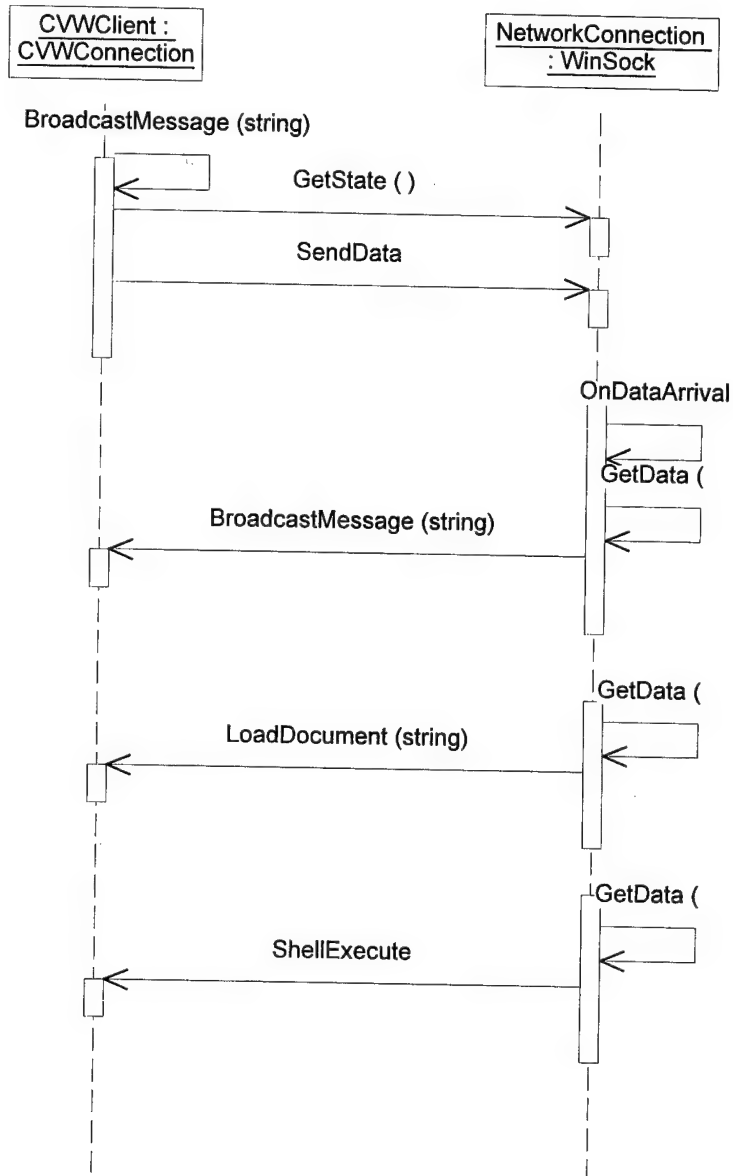 CVWClient :
CVWConnection
NetworkConnection
: WinSock
BroadcastMessage (string)
GetState ( )
SendData
OnDataArrival
GetData (
BroadcastMessage (string)
GetData (
LoadDocument (string)
GetData (
ShellExecute